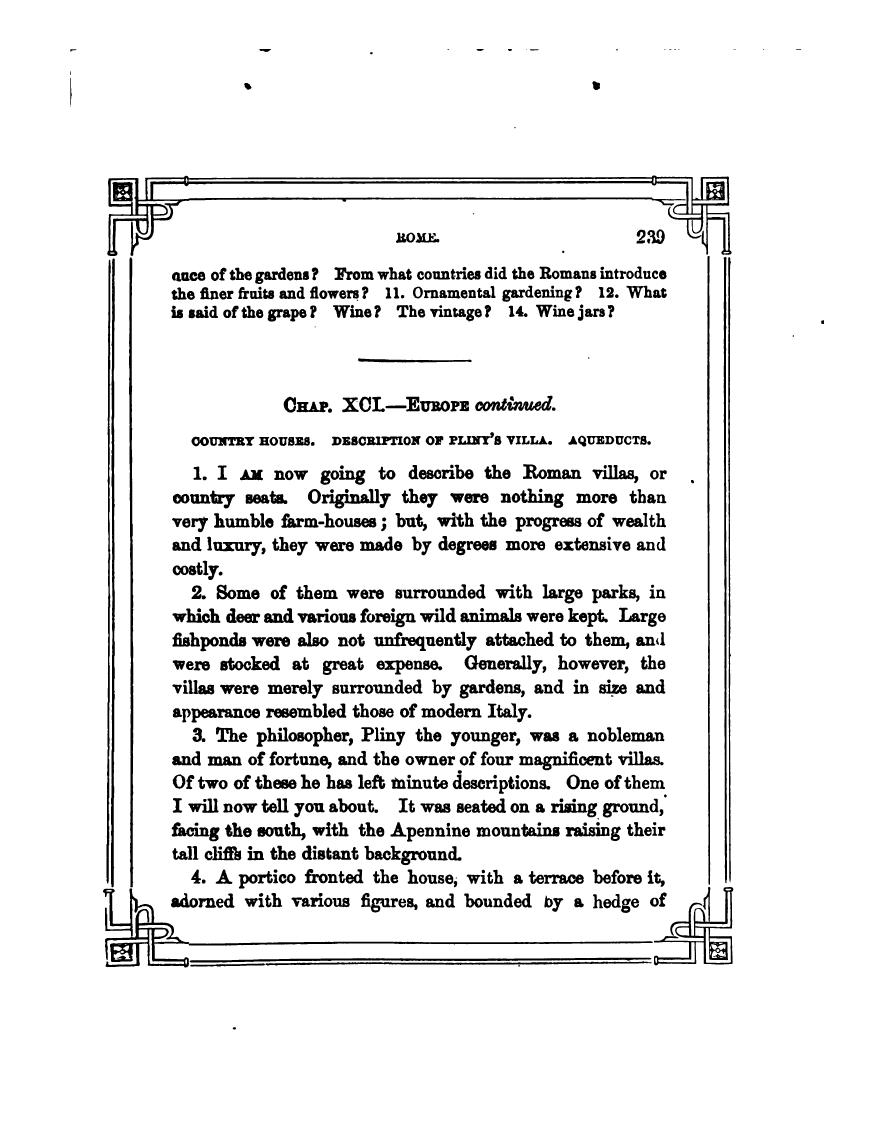 ROME. 239
ance of the gardens? From what countries did the Romans introduce
the finer fruits and flowers? 11. Ornamental gardening? 12. What
is said of the grape? Wine? The vintage? 14. Wine jars?
CHAP. XCI.—EUROPE continued.
COUNTRY HOUSES. DESCRIPTION OF PLINY'S VILLA. AQUEDUCTS.
1. I AM now going to describe the Roman villas, or
country seats. Originally they were nothing more than
very humble farm-houses; but, with the progress of wealth
and luxury, they were made by degrees more extensive and
costly.
2. Some of them were surrounded with large parks, in
which deer and various foreign wild animals were kept. Large
fishponds were also not unfrequently attached to them, and
were stocked at great expense. Generally, however, the
villas were merely surrounded by gardens, and in size and
appearance resembled those of modern Italy.
3. The philosopher, Pliny the younger, was a nobleman
and man of fortune, and the owner of four magnificent villas.
Of two of these he has left minute descriptions. One of them
I will now tell you about. It was seated on a rising ground,
facing the south, with the Apennine mountains raising their
tall cliffs in the distant background.
4. A portico fronted the house, with a terrace before it,
adorned with various figures, and bounded by a hedge of